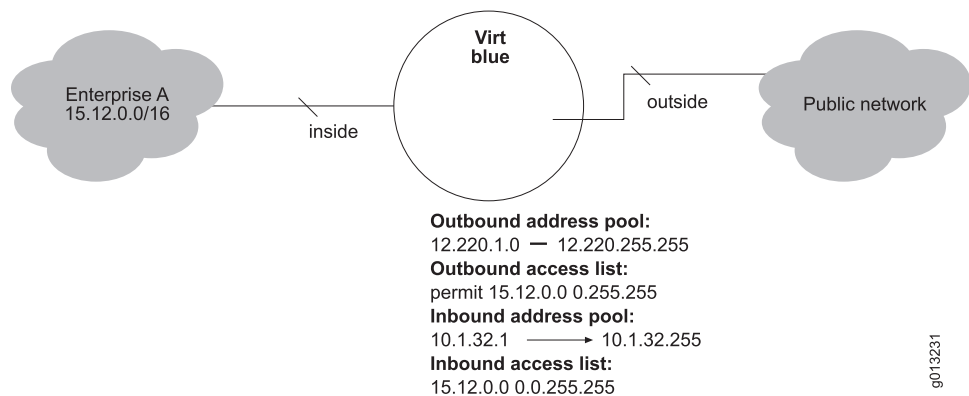 Virt
blue
Enterprise A
15.12.0.0/16
inside
outside
Public network
Outbound address pool:
12.220.1.0 — 12.220.255.255
Outbound access list:
permit 15.12.0.0 0.255.255
Inbound address pool:
10.1.32.1 → 10.1.32.255
Inbound access list:
15.12.0.0 0.0.255.255
g013231